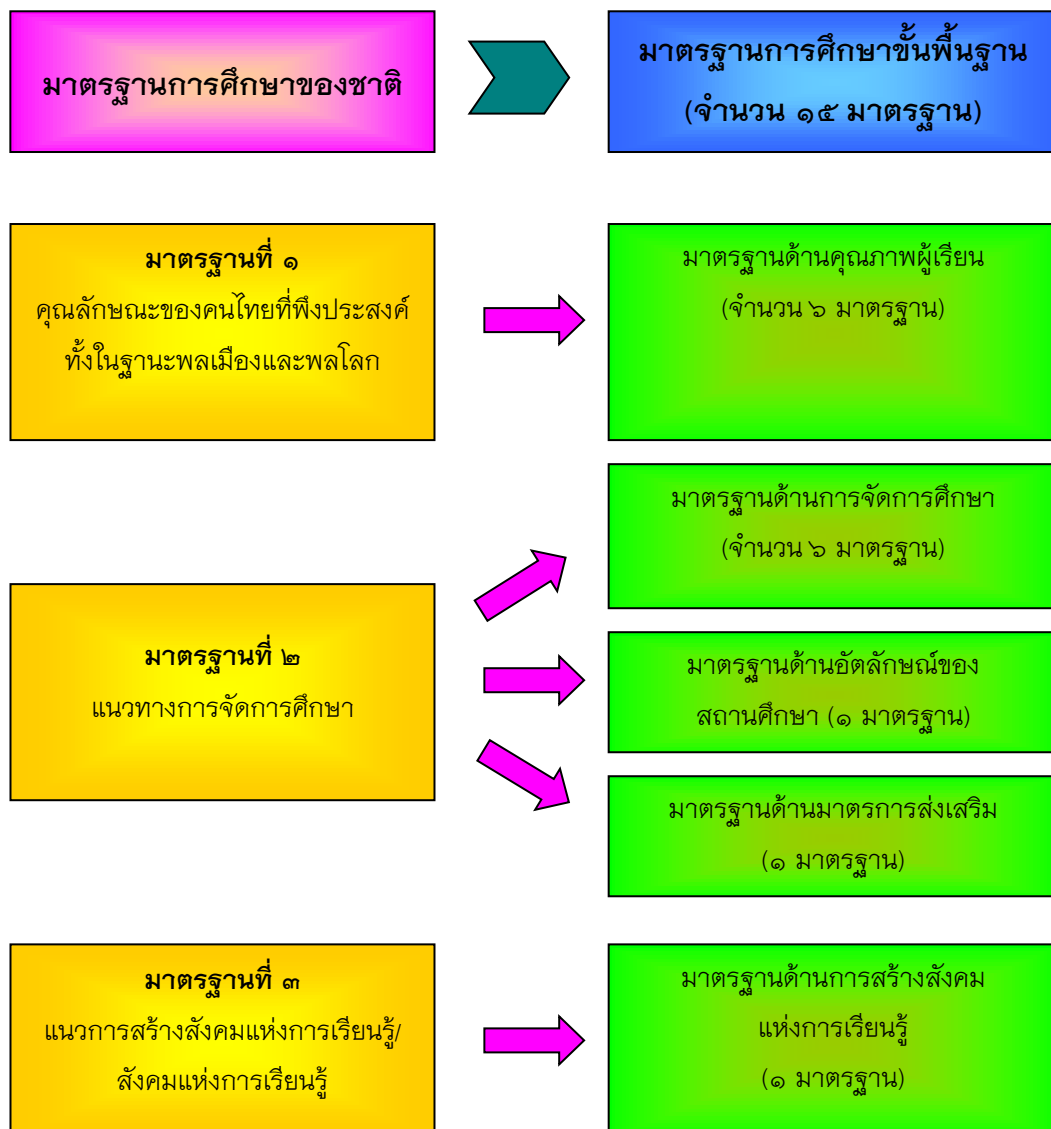 มาตรฐานการศึกษาของชาติ
มาตรฐานการศึกษาขั้นพื้นฐาน
(จำนวน ๑๕ มาตรฐาน)
มาตรฐานที่ ๑
คุณลักษณะของคนไทยที่พึงประสงค์
ทั้งในฐานะพลเมืองและพลโลก
มาตรฐานด้านคุณภาพผู้เรียน
(จำนวน ๖ มาตรฐาน)
มาตรฐานที่ ๒
แนวทางการจัดการศึกษา
มาตรฐานด้านการจัดการศึกษา
(จำนวน ๖ มาตรฐาน)
มาตรฐานด้านอัตลักษณ์ของ
สถานศึกษา (๑ มาตรฐาน)
มาตรฐานด้านมาตรการส่งเสริม
(๑ มาตรฐาน)
มาตรฐานที่ ๓
แนวการสร้างสังคมแห่งการเรียนรู้/
สังคมแห่งการเรียนรู้
มาตรฐานด้านการสร้างสังคม
แห่งการเรียนรู้
(๑ มาตรฐาน)